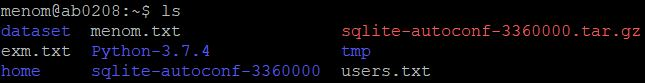 menom@ab0208:~$ ls
dataset menom.txt sqlite-autoconf-3360000.tar.gz
exm.txt Python-3.7.4 tmp
home sqlite-autoconf-3360000 users.txt